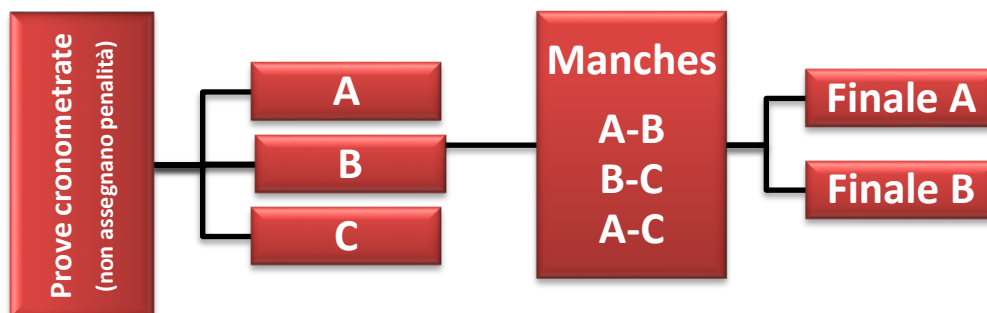 Prove cronometrate
(non assegnano penalità)
A
B
C
Manches
A-B
B-C
A-C
Finale A
Finale B